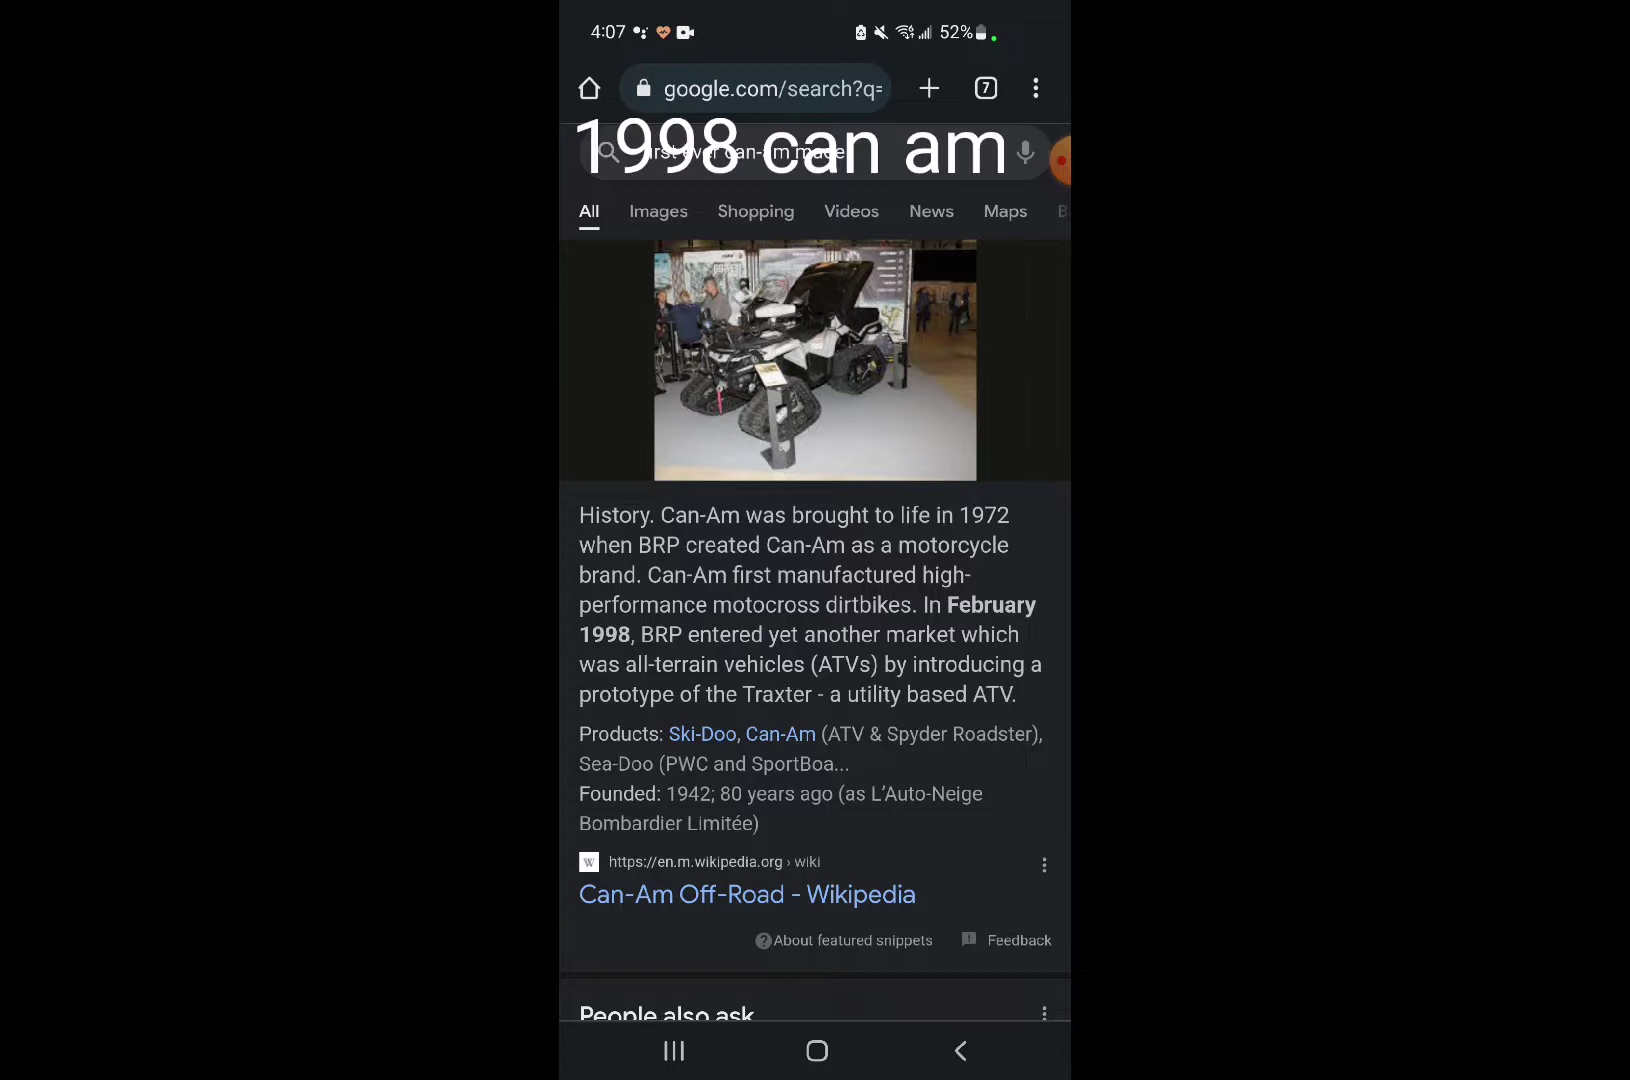 4:07
52%
google.com/search?q=
7
1998 can am
first ever can-am made
All Images Shopping Videos News Maps
History. Can-Am was brought to life in 1972
when BRP created Can-Am as a motorcycle
brand. Can-Am first manufactured high-
performance motocross dirtbikes. In February
1998, BRP entered yet another market which
was all-terrain vehicles (ATVs) by introducing a
prototype of the Traxter - a utility based ATV.
Products: Ski-Doo, Can-Am (ATV & Spyder Roadster),
Sea-Doo (PWC and SportBoa...
Founded: 1942; 80 years ago (as L'Auto-Neige
Bombardier Limitée)
W https://en.m.wikipedia.org › wiki
Can-Am Off-Road - Wikipedia
About featured snippets Feedback
People also ask